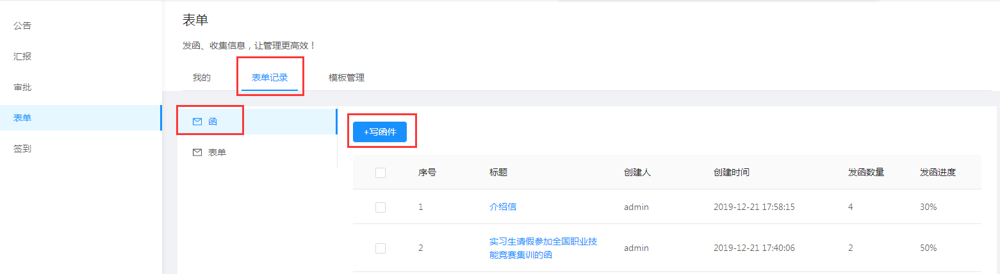 公告
汇报
审批
表单
签到
表单
发函、收集信息，让管理更高效！
我的 表单记录 模板管理
函
表单
+写函件
序号 标题 创建人 创建时间 发函数量 发函进度
1 介绍信 admin 2019-12-21 17:58:15 4 30%
2 实习生请假参加全国职业技 admin 2019-12-21 17:40:06 2 50%
能竞赛集训的函